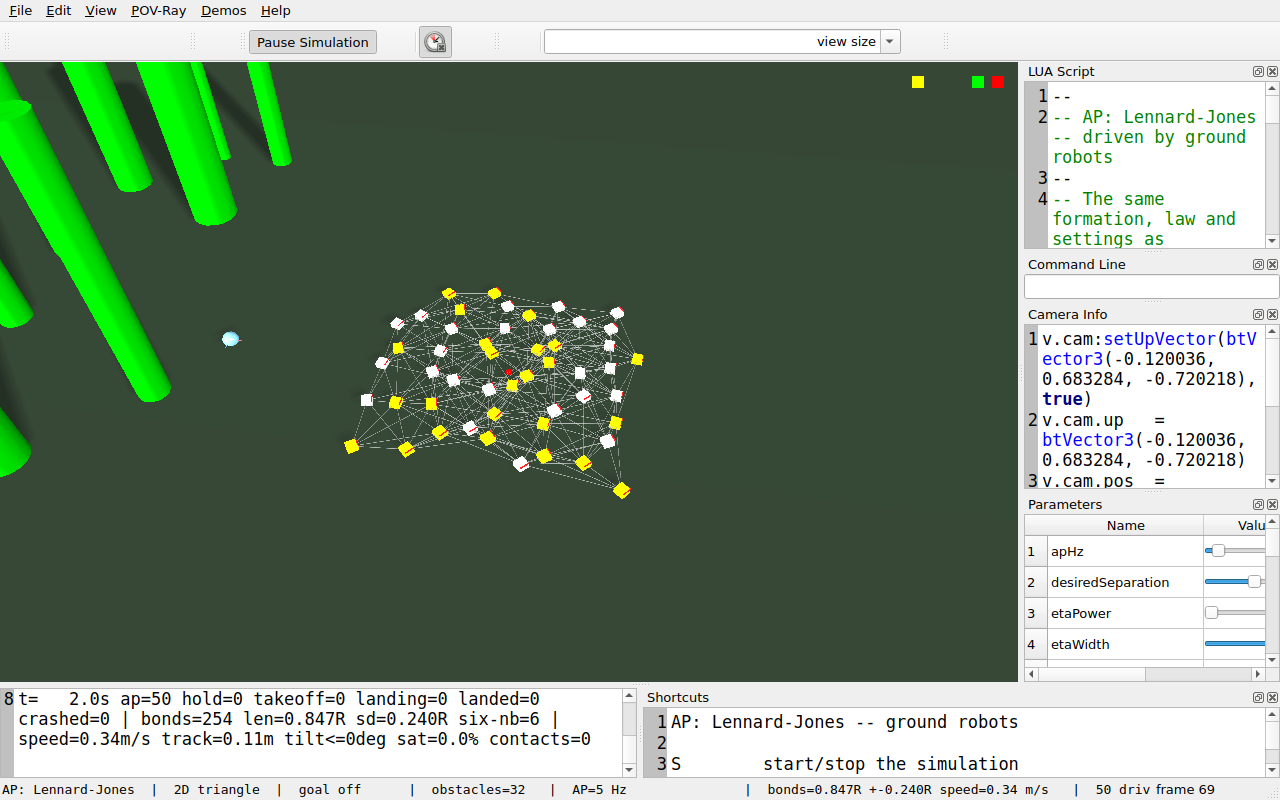 File Edit View POV-Ray Demos Help
Pause Simulation
view size
LUA Script
1 --
2 -- AP: Lennard-Jones
-- driven by ground
robots
3 --
4 -- The same
formation, law and
settings as
Command Line
Camera Info
1 v.cam:setUpVector(btV
ector3(-0.120036,
0.683284, -0.720218),
true)
2 v.cam.up   =
btVector3(-0.120036,
0.683284, -0.720218)
3 v.cam.pos  =
Parameters
Name Valu
1 apHz
2 desiredSeparation
3 etaPower
4 etaWidth
8 t=   2.0s ap=50 hold=0 takeoff=0 landing=0 landed=0
crashed=0 | bonds=254 len=0.847R sd=0.240R six-nb=6 |
speed=0.34m/s track=0.11m tilt<=0deg sat=0.0% contacts=0
Shortcuts
1 AP: Lennard-Jones -- ground robots
2
3 S        start/stop the simulation
AP: Lennard-Jones | 2D triangle | goal off | obstacles=32 | AP=5 Hz | bonds=0.847R +-0.240R speed=0.34 m/s | 50 driv frame 69